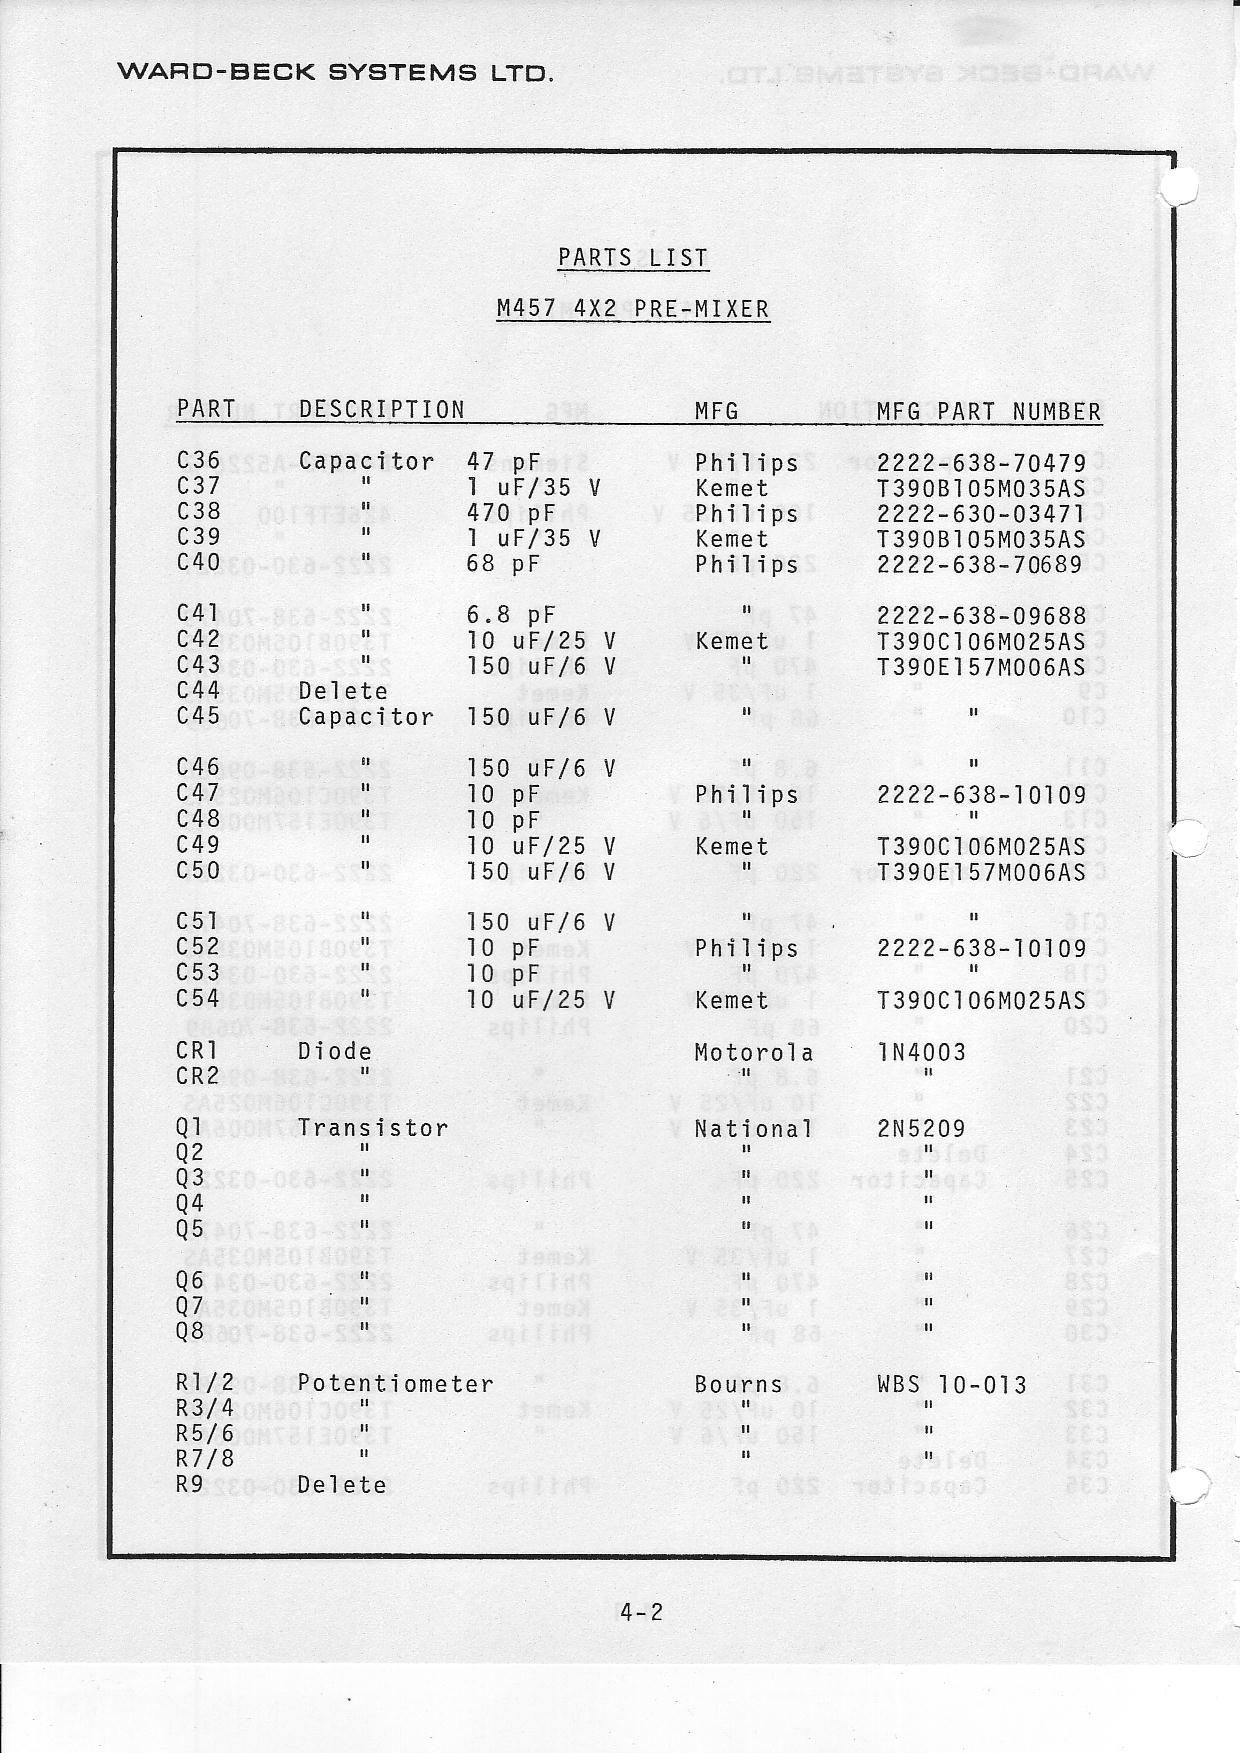 WARD-BECK SYSTEMS LTD.
PARTS LIST
M457 4X2 PRE-MIXER
PART DESCRIPTION MFG MFG PART NUMBER
C36 Capacitor 47 pF Philips 2222-638-70479
C37 " 1 uF/35 V Kemet T390B105M035AS
C38 " 470 pF Philips 2222-630-03471
C39 " 1 uF/35 V Kemet T390B105M035AS
C40 " 68 pF Philips 2222-638-70689
C41 " 6.8 pF " 2222-638-09688
C42 " 10 uF/25 V Kemet T390C106M025AS
C43 " 150 uF/6 V " T390E157M006AS
C44 Delete
C45 Capacitor 150 uF/6 V " "
C46 " 150 uF/6 V " "
C47 " 10 pF Philips 2222-638-10109
C48 " 10 pF " "
C49 " 10 uF/25 V Kemet T390C106M025AS
C50 " 150 uF/6 V " T390E157M006AS
C51 " 150 uF/6 V " "
C52 " 10 pF Philips 2222-638-10109
C53 " 10 pF " "
C54 " 10 uF/25 V Kemet T390C106M025AS
CR1 Diode Motorola 1N4003
CR2 " " "
Q1 Transistor National 2N5209
Q2 " " "
Q3 " " "
Q4 " " "
Q5 " " "
Q6 " " "
Q7 " " "
Q8 " " "
R1/2 Potentiometer Bourns WBS 10-013
R3/4 " " "
R5/6 " " "
R7/8 " " "
R9 Delete
4-2